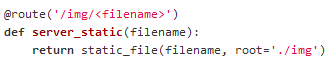 @route('/img/<filename>')
def server_static(filename):
    return static_file(filename, root='./img')